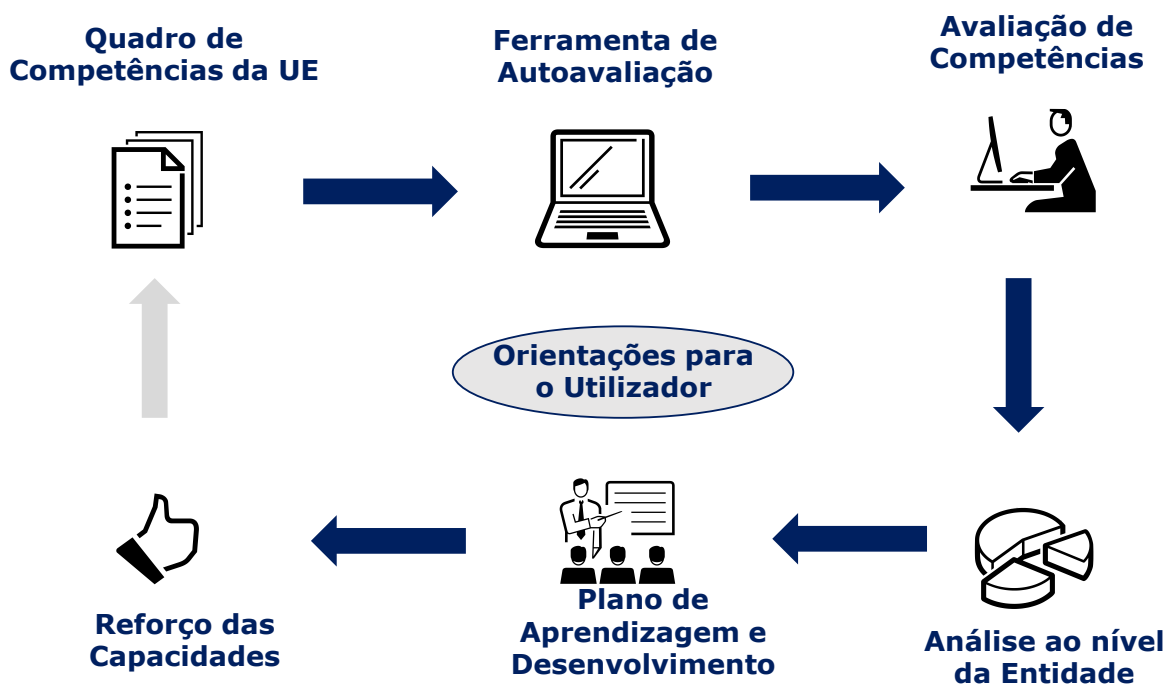 Quadro de
Competências da UE
Ferramenta de
Autoavaliação
Avaliação de
Competências
Orientações para
o Utilizador
Reforço das
Capacidades
Plano de
Aprendizagem e
Desenvolvimento
Análise ao nível
da Entidade